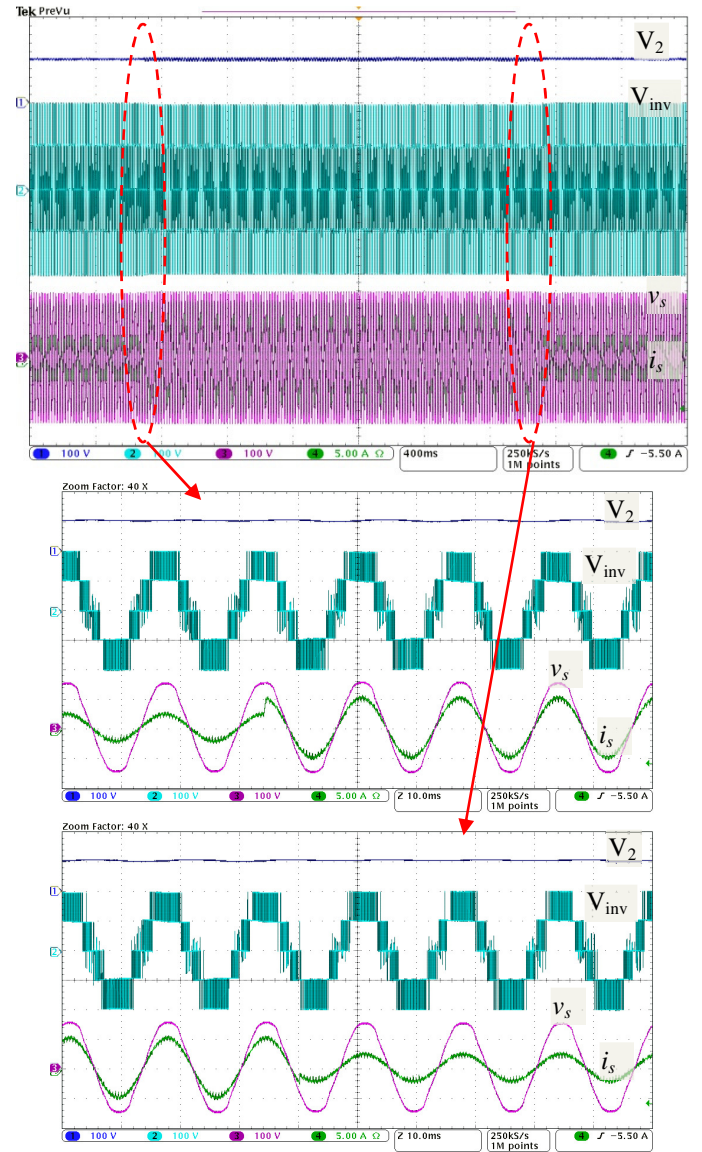 Tek PreVu
V2
1
Vinv
2
vs
3
is
1 100 V 2 100 V 3 100 V 4 5.00 A Ω 400ms 250kS/s 1M points 4 ∫ −5.50 A
Zoom Factor: 40 X
V2
1
Vinv
2
vs
3
is
1 100 V 2 100 V 3 100 V 4 5.00 A Ω Z 10.0ms 250kS/s 1M points 4 ∫ −5.50 A
Zoom Factor: 40 X
V2
1
Vinv
2
vs
3
is
1 100 V 2 100 V 3 100 V 4 5.00 A Ω Z 10.0ms 250kS/s 1M points 4 ∫ −5.50 A